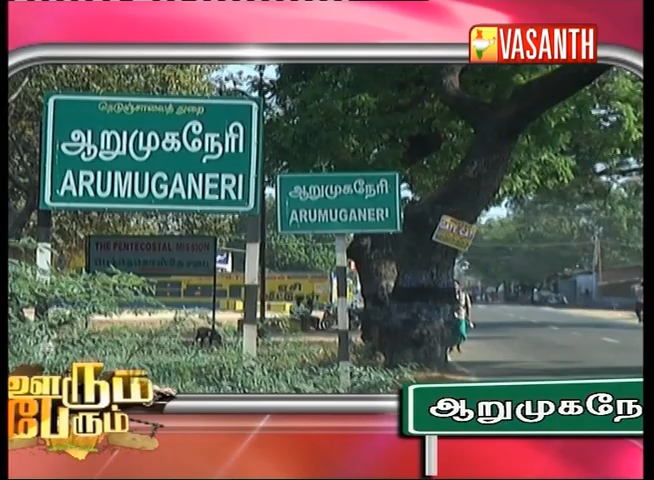 VASANTH
நெடுஞ்சாலைத் துறை
ஆறுமுகநேரி
ARUMUGANERI
ஆறுமுகநேரி
ARUMUGANERI
THE PENTECOSTAL MISSION
ஊரும்
பேரும்
ஆறுமுகநே